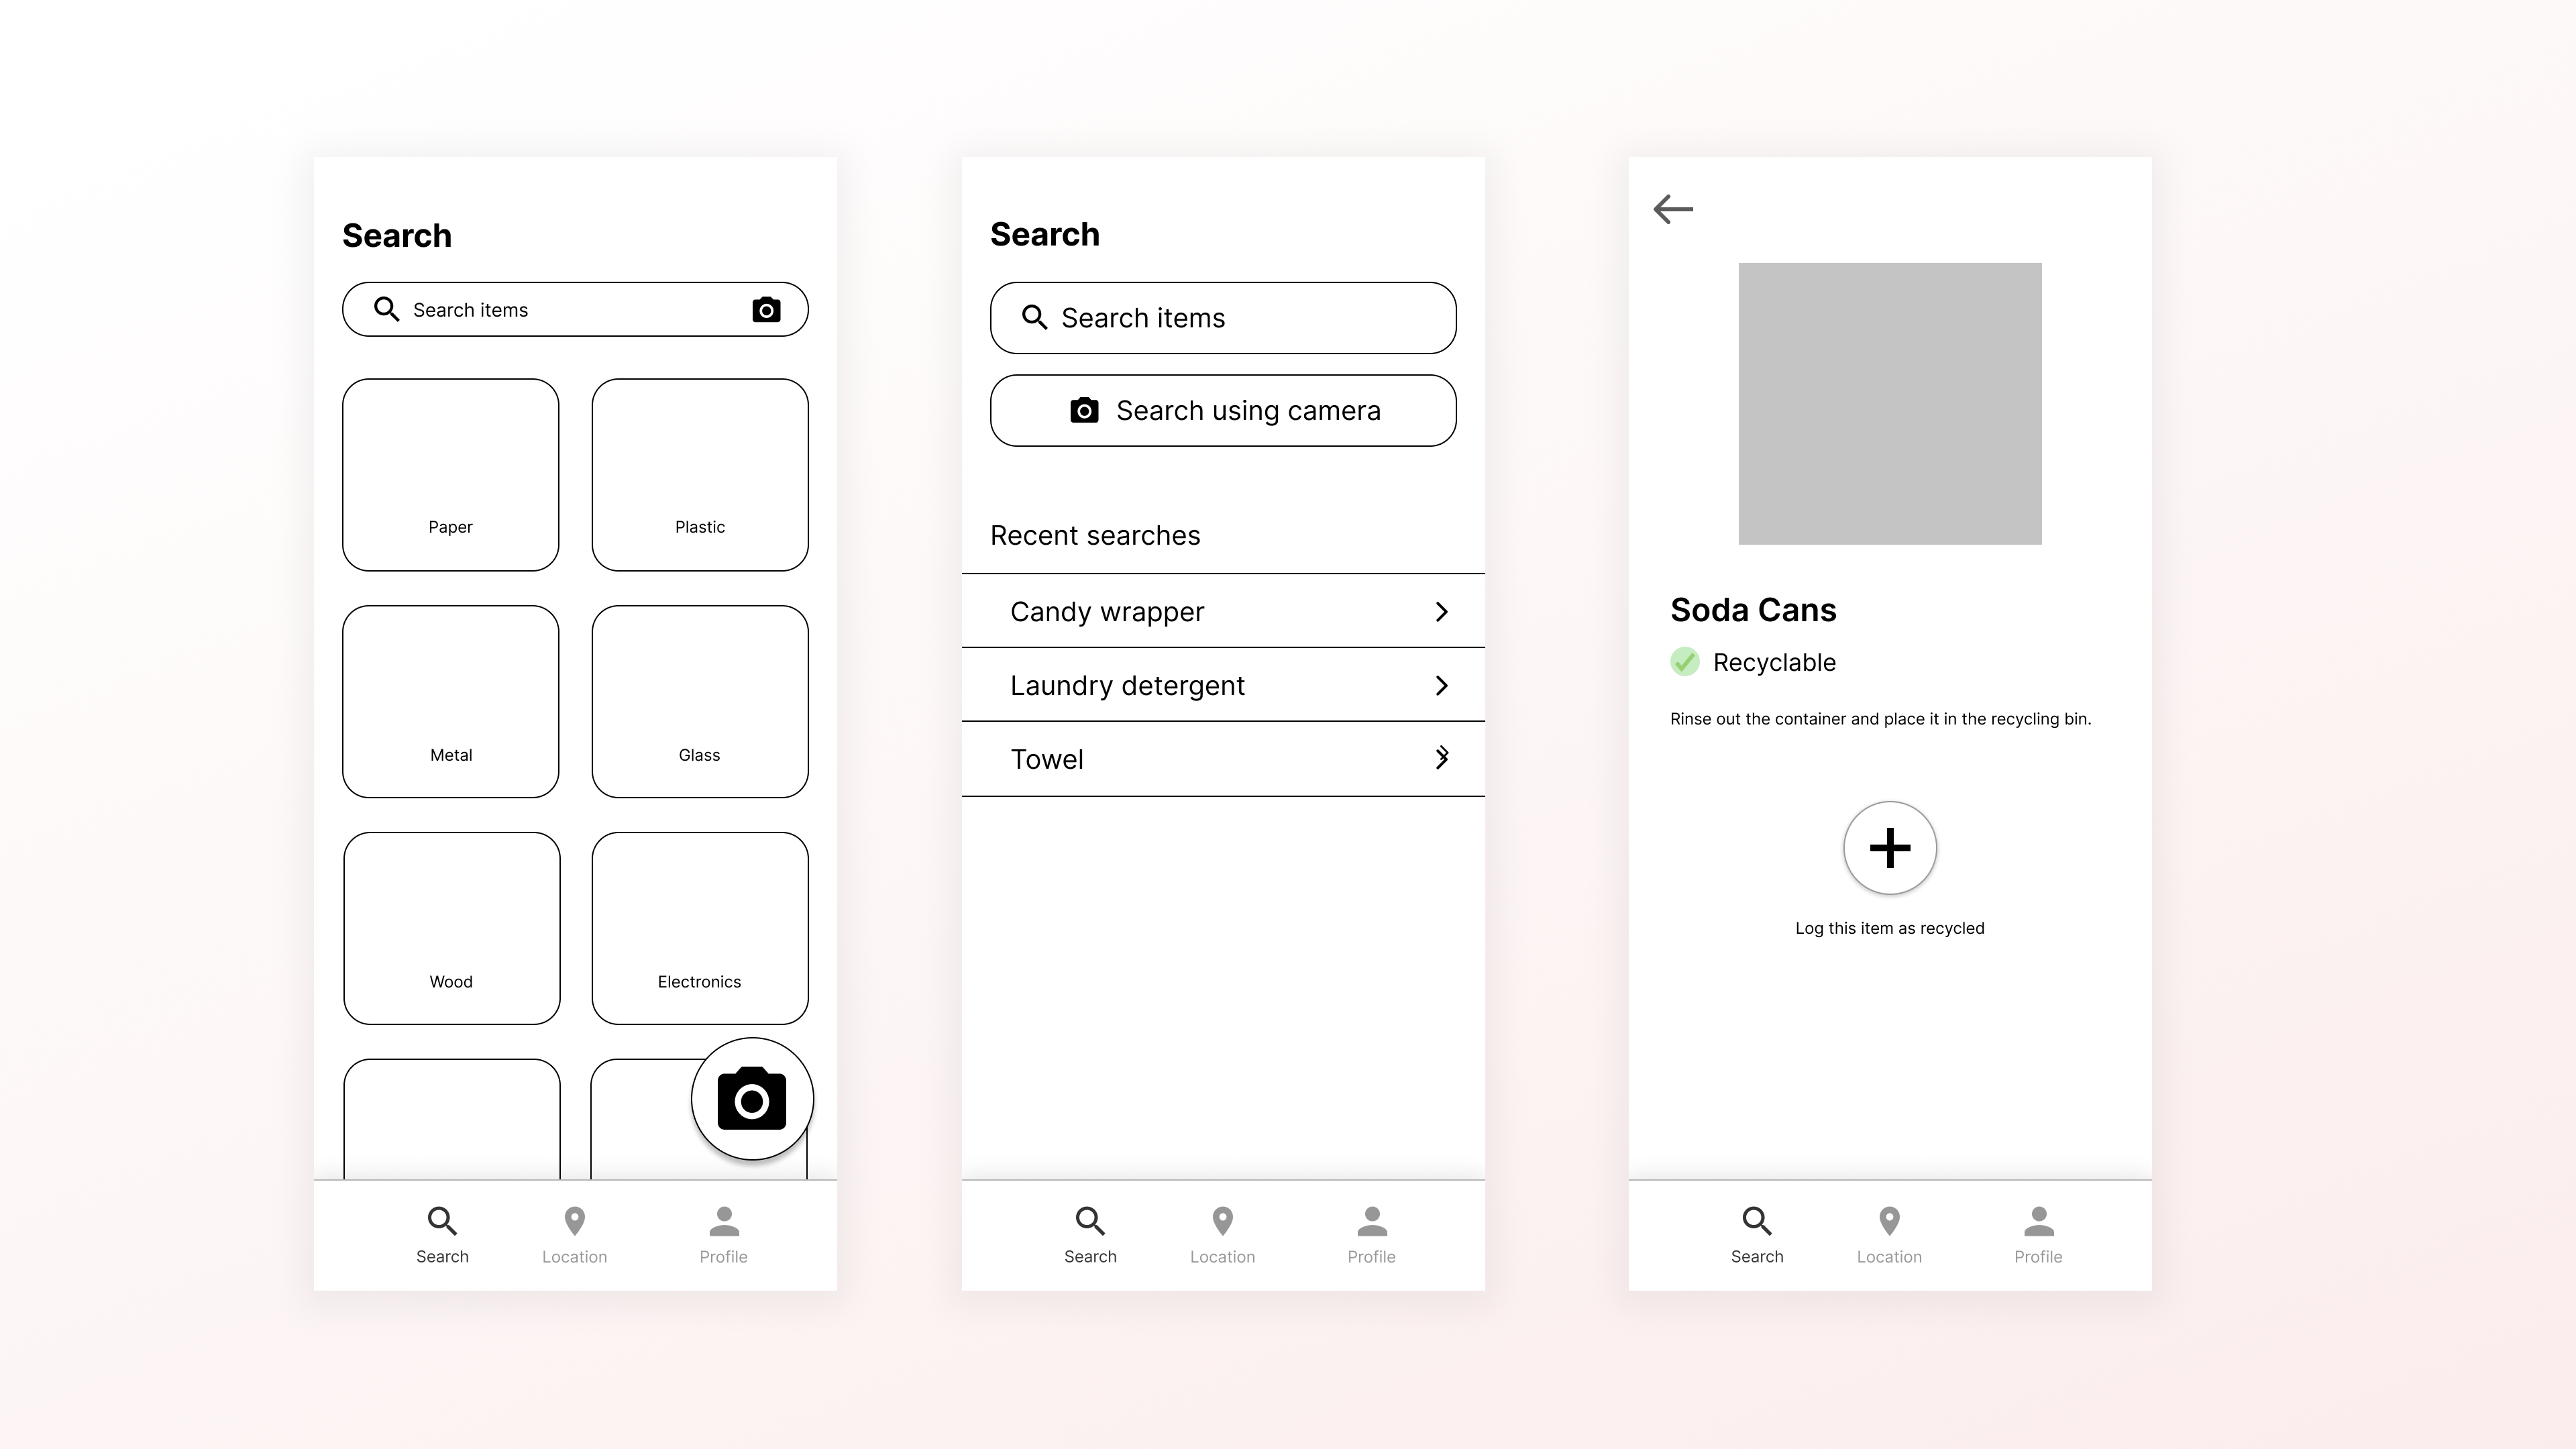 Search
Search items
Paper
Plastic
Metal
Glass
Wood
Electronics
Search
Location
Profile
Search
Search items
Search using camera
Recent searches
Candy wrapper
Laundry detergent
Towel
Search
Location
Profile
Soda Cans
Recyclable
Rinse out the container and place it in the recycling bin.
Log this item as recycled
Search
Location
Profile